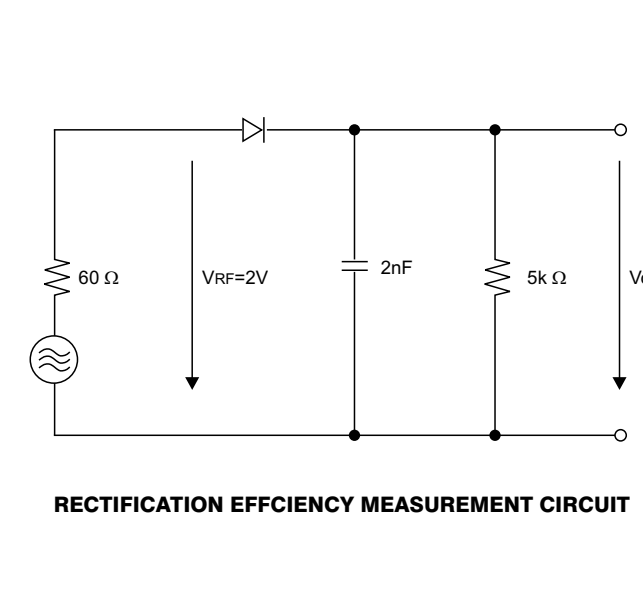 60 Ω
VRF=2V
2nF
5k Ω
RECTIFICATION EFFCIENCY MEASUREMENT CIRCUIT